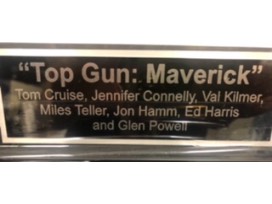 “Top Gun: Maverick”
Tom Cruise, Jennifer Connelly, Val Kilmer,
Miles Teller, Jon Hamm, Ed Harris
and Glen Powell